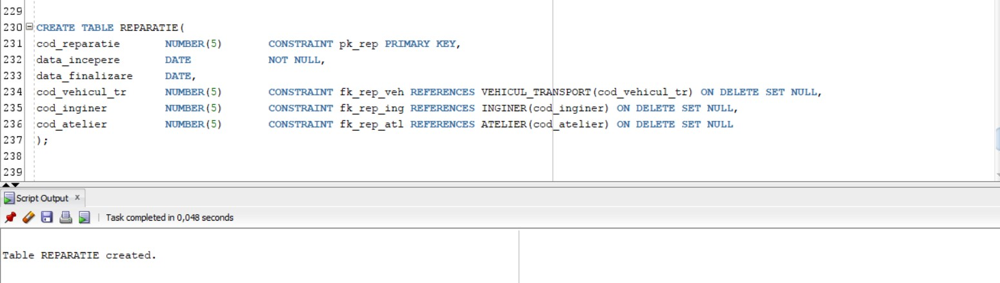 229
230 CREATE TABLE REPARATIE(
231 cod_reparatie NUMBER(5) CONSTRAINT pk_rep PRIMARY KEY,
232 data_incepere DATE NOT NULL,
233 data_finalizare DATE,
234 cod_vehicul_tr NUMBER(5) CONSTRAINT fk_rep_veh REFERENCES VEHICUL_TRANSPORT(cod_vehicul_tr) ON DELETE SET NULL,
235 cod_inginer NUMBER(5) CONSTRAINT fk_rep_ing REFERENCES INGINER(cod_inginer) ON DELETE SET NULL,
236 cod_atelier NUMBER(5) CONSTRAINT fk_rep_atl REFERENCES ATELIER(cod_atelier) ON DELETE SET NULL
237 );
238
239
Script Output x
Task completed in 0,048 seconds
Table REPARATIE created.